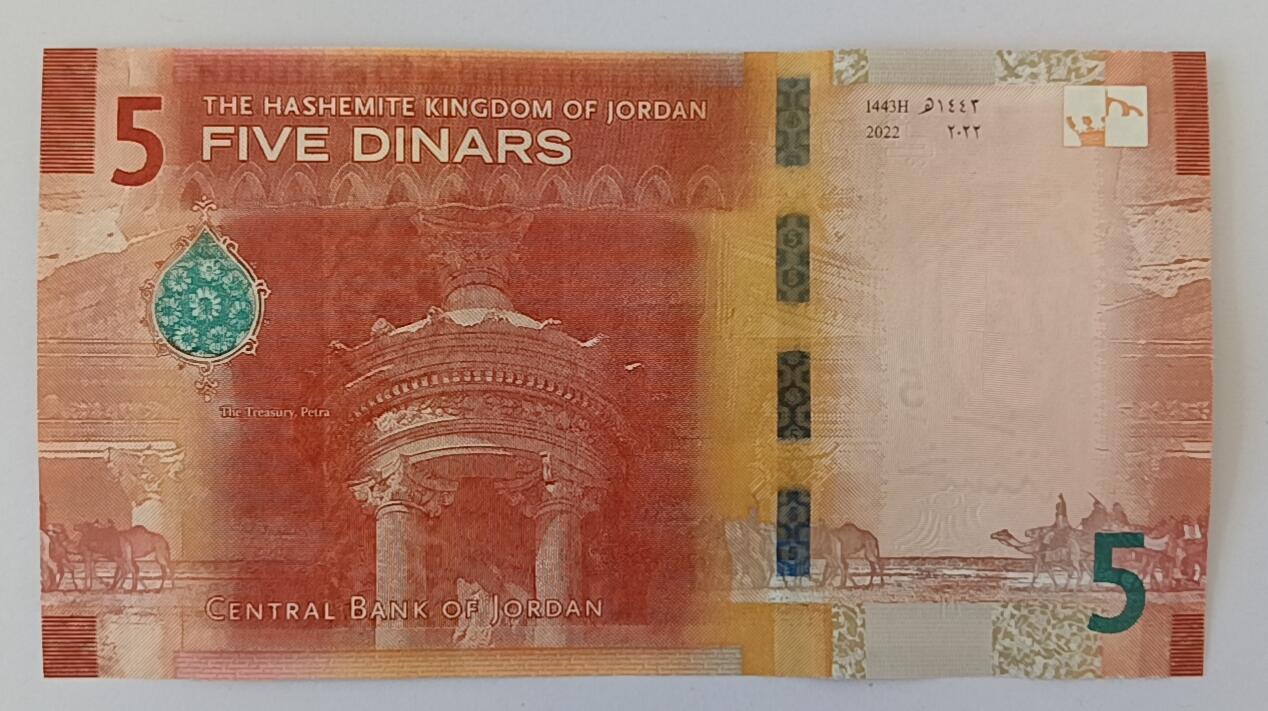 5
THE HASHEMITE KINGDOM OF JORDAN
FIVE DINARS
1443H ١٤٤٣هـ
2022 ٢٠٢٢
The Treasury, Petra
CENTRAL BANK OF JORDAN
5